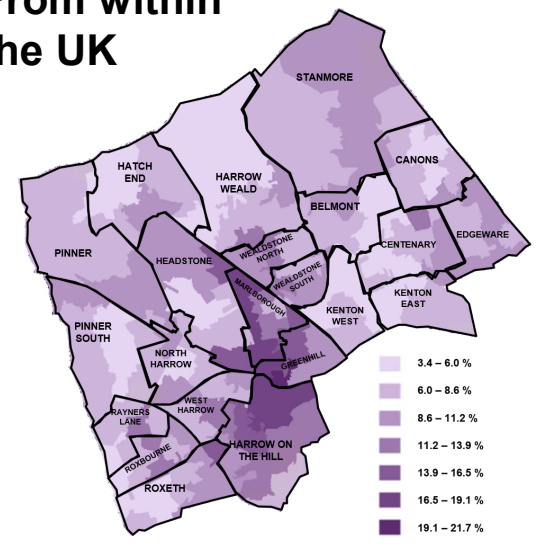 From within
the UK
STANMORE
CANONS
HATCH
END
HARROW
WEALD
BELMONT
EDGEWARE
CENTENARY
WEALDSTONE
NORTH
PINNER
HEADSTONE
WEALDSTONE
SOUTH
MARLBOROUGH
KENTON
EAST
KENTON
WEST
PINNER
SOUTH
NORTH
HARROW
GREENHILL
WEST
HARROW
RAYNERS
LANE
HARROW ON
THE HILL
ROXBOURNE
ROXETH
3.4 – 6.0 %
6.0 – 8.6 %
8.6 – 11.2 %
11.2 – 13.9 %
13.9 – 16.5 %
16.5 – 19.1 %
19.1 – 21.7 %